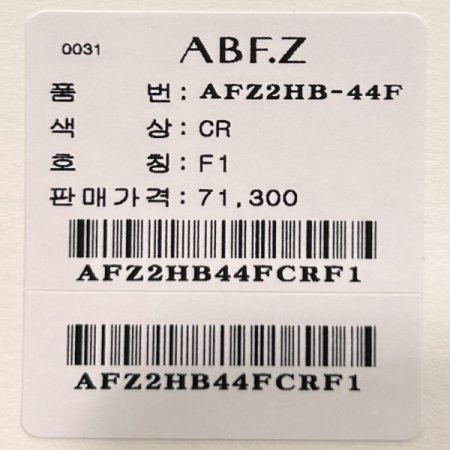 0031 ABF.Z
품 번 : AFZ2HB-44F
색 상 : CR
호 칭 : F1
판매가격 : 71,300
AFZ2HB44FCRF1
AFZ2HB44FCRF1